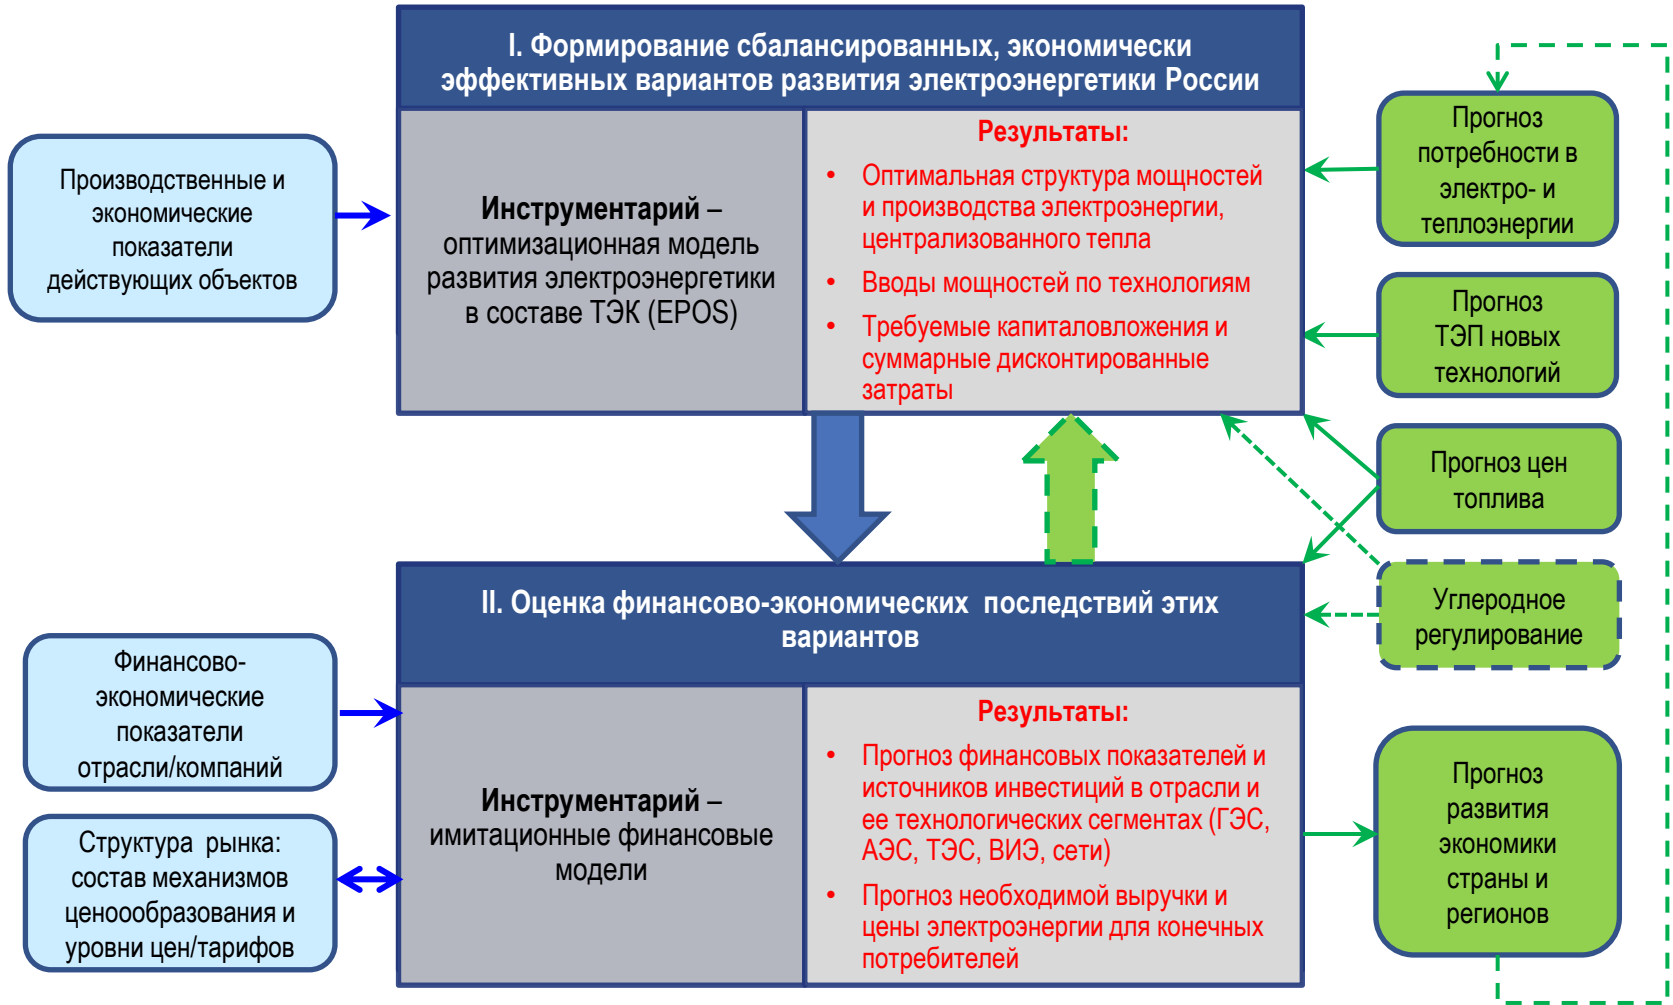 I. Формирование сбалансированных, экономически
эффективных вариантов развития электроэнергетики России
Производственные и
экономические
показатели
действующих объектов
Инструментарий –
оптимизационная модель
развития электроэнергетики
в составе ТЭК (EPOS)
Результаты:
• Оптимальная структура мощностей
и производства электроэнергии,
централизованного тепла
• Вводы мощностей по технологиям
• Требуемые капиталовложения и
суммарные дисконтированные
затраты
Прогноз
потребности в
электро- и
теплоэнергии
Прогноз
ТЭП новых
технологий
Прогноз цен
топлива
Углеродное
регулирование
II. Оценка финансово-экономических последствий этих
вариантов
Финансово-
экономические
показатели
отрасли/компаний
Структура рынка:
состав механизмов
ценоообразования и
уровни цен/тарифов
Инструментарий –
имитационные финансовые
модели
Результаты:
• Прогноз финансовых показателей и
источников инвестиций в отрасли и
ее технологических сегментах (ГЭС,
АЭС, ТЭС, ВИЭ, сети)
• Прогноз необходимой выручки и
цены электроэнергии для конечных
потребителей
Прогноз
развития
экономики
страны и
регионов